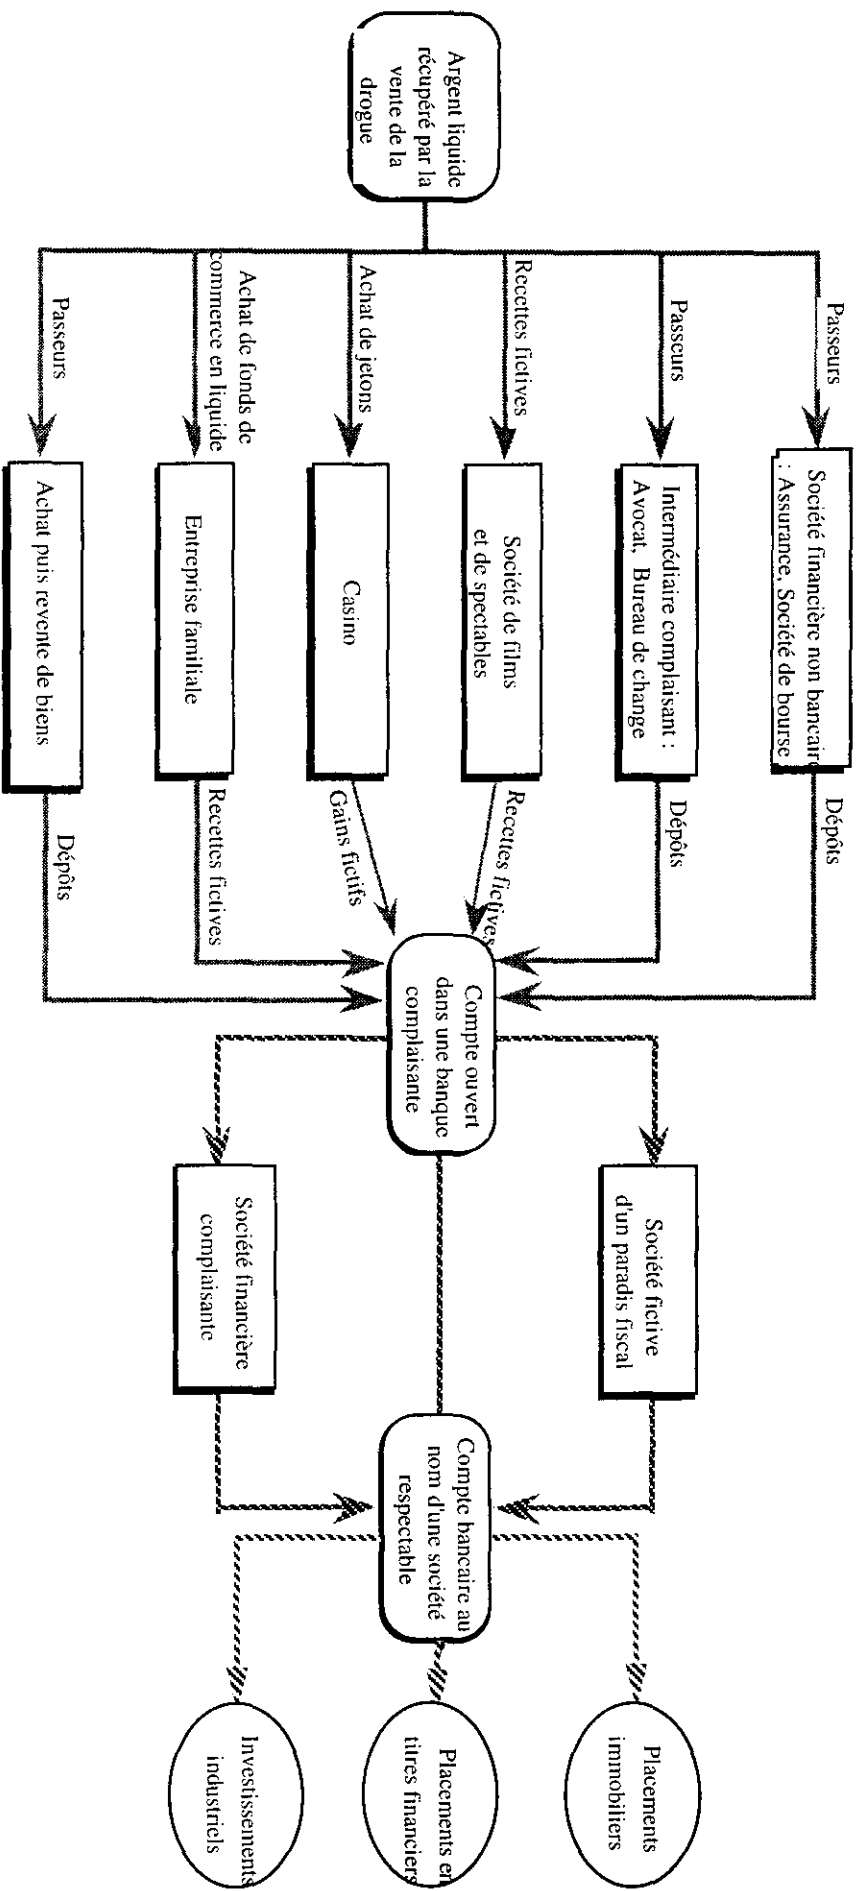 Argent liquide
récupéré par la
vente de la
drogue
Passeurs
Société financière non bancaire
: Assurance, Société de bourse
Dépôts
Passeurs
Intermédiaire complaisant :
Avocat, Bureau de change
Dépôts
Recettes fictives
Société de films
et de spectables
Recettes fictives
Achat de jetons
Casino
Gains fictifs
Achat de fonds de
commerce en liquide
Entreprise familiale
Recettes fictives
Passeurs
Achat puis revente de biens
Dépôts
Compte ouvert
dans une banque
complaisante
Société fictive
d'un paradis fiscal
Société financière
complaisante
Compte bancaire au
nom d'une société
respectable
Placements
immobiliers
Placements en
titres financiers
Investissements
industriels